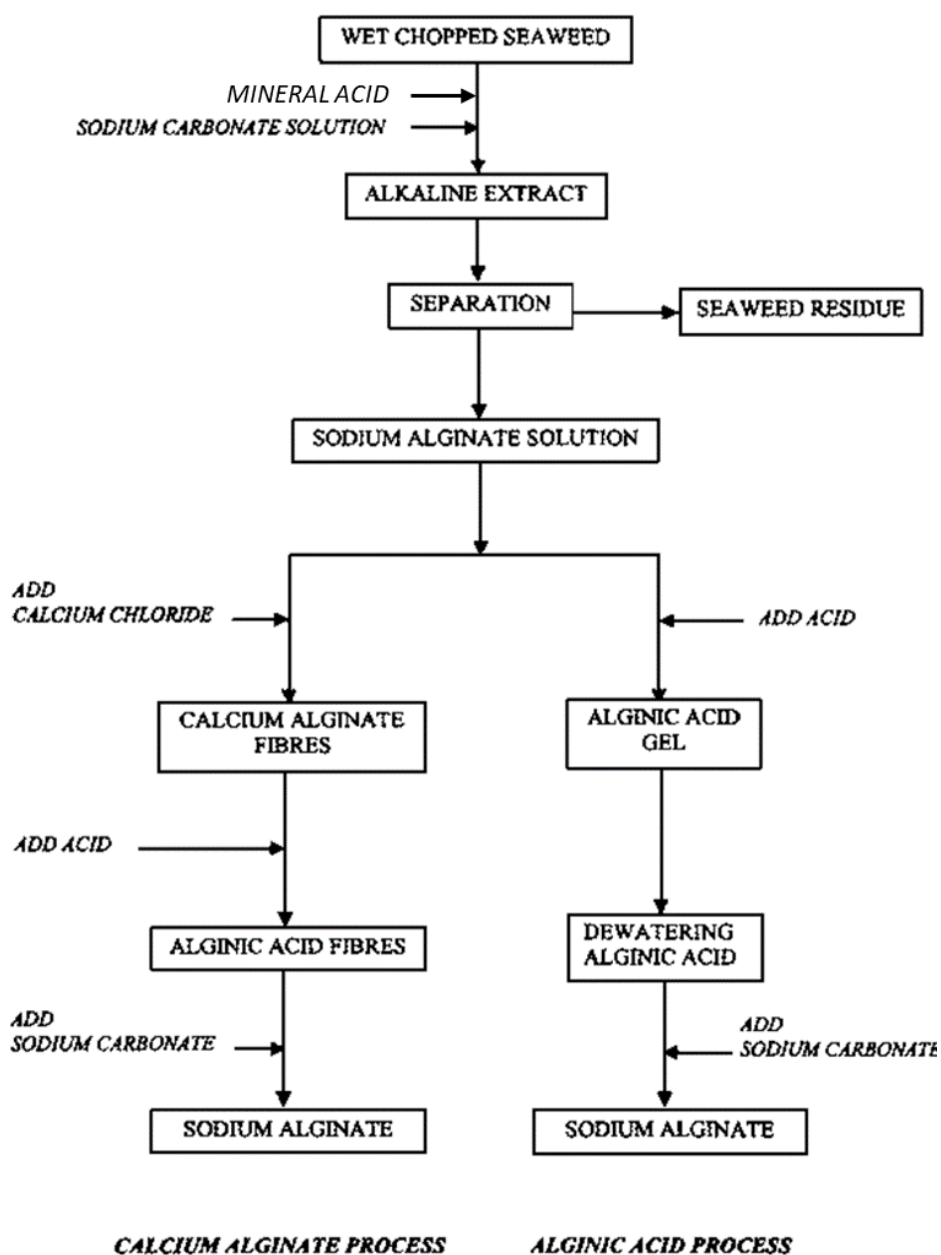 WET CHOPPED SEAWEED
MINERAL ACID
SODIUM CARBONATE SOLUTION
ALKALINE EXTRACT
SEPARATION
SEAWEED RESIDUE
SODIUM ALGINATE SOLUTION
ADD
CALCIUM CHLORIDE
ADD ACID
CALCIUM ALGINATE
FIBRES
ALGINIC ACID
GEL
ADD ACID
ALGINIC ACID FIBRES
DEWATERING
ALGINIC ACID
ADD
SODIUM CARBONATE
ADD
SODIUM CARBONATE
SODIUM ALGINATE
SODIUM ALGINATE
CALCIUM ALGINATE PROCESS
ALGINIC ACID PROCESS